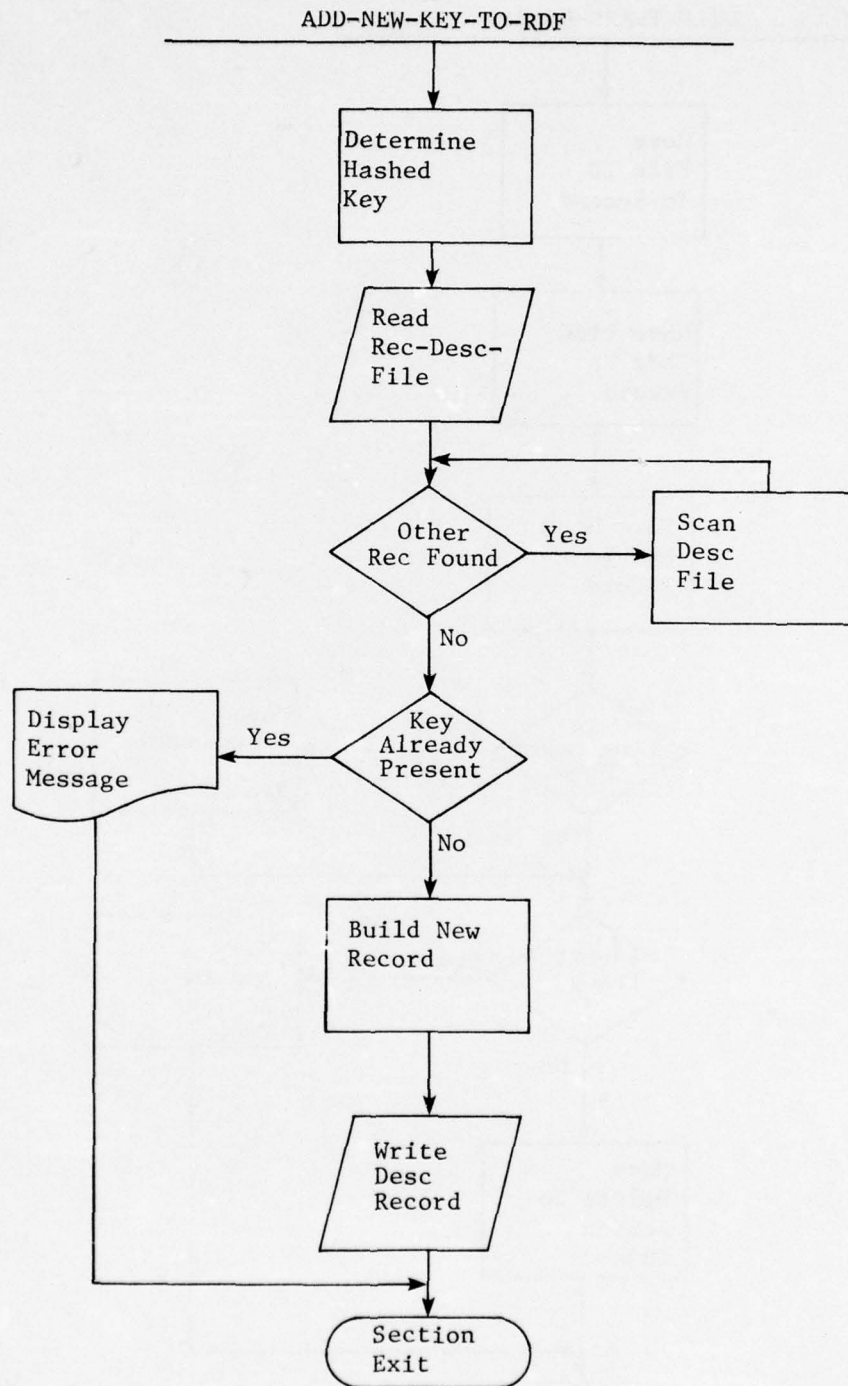 ADD-NEW-KEY-TO-RDF
Determine
Hashed
Key
Read
Rec-Desc-
File
Other
Rec Found
Yes
Scan
Desc
File
No
Key
Already
Present
Yes
Display
Error
Message
No
Build New
Record
Write
Desc
Record
Section
Exit